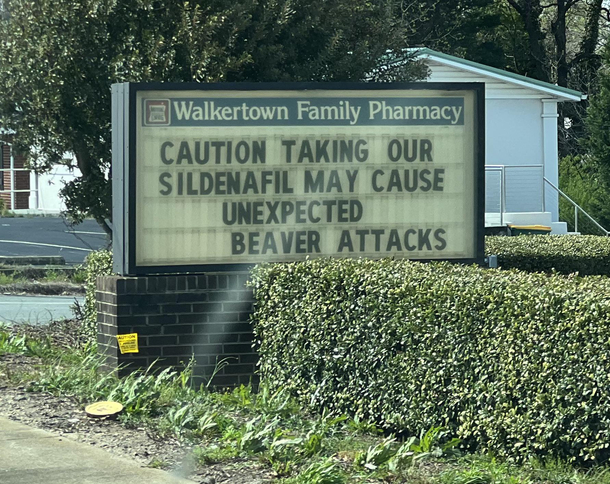 Walkertown Family Pharmacy
CAUTION TAKING OUR
SILDENAFIL MAY CAUSE
UNEXPECTED
BEAVER ATTACKS